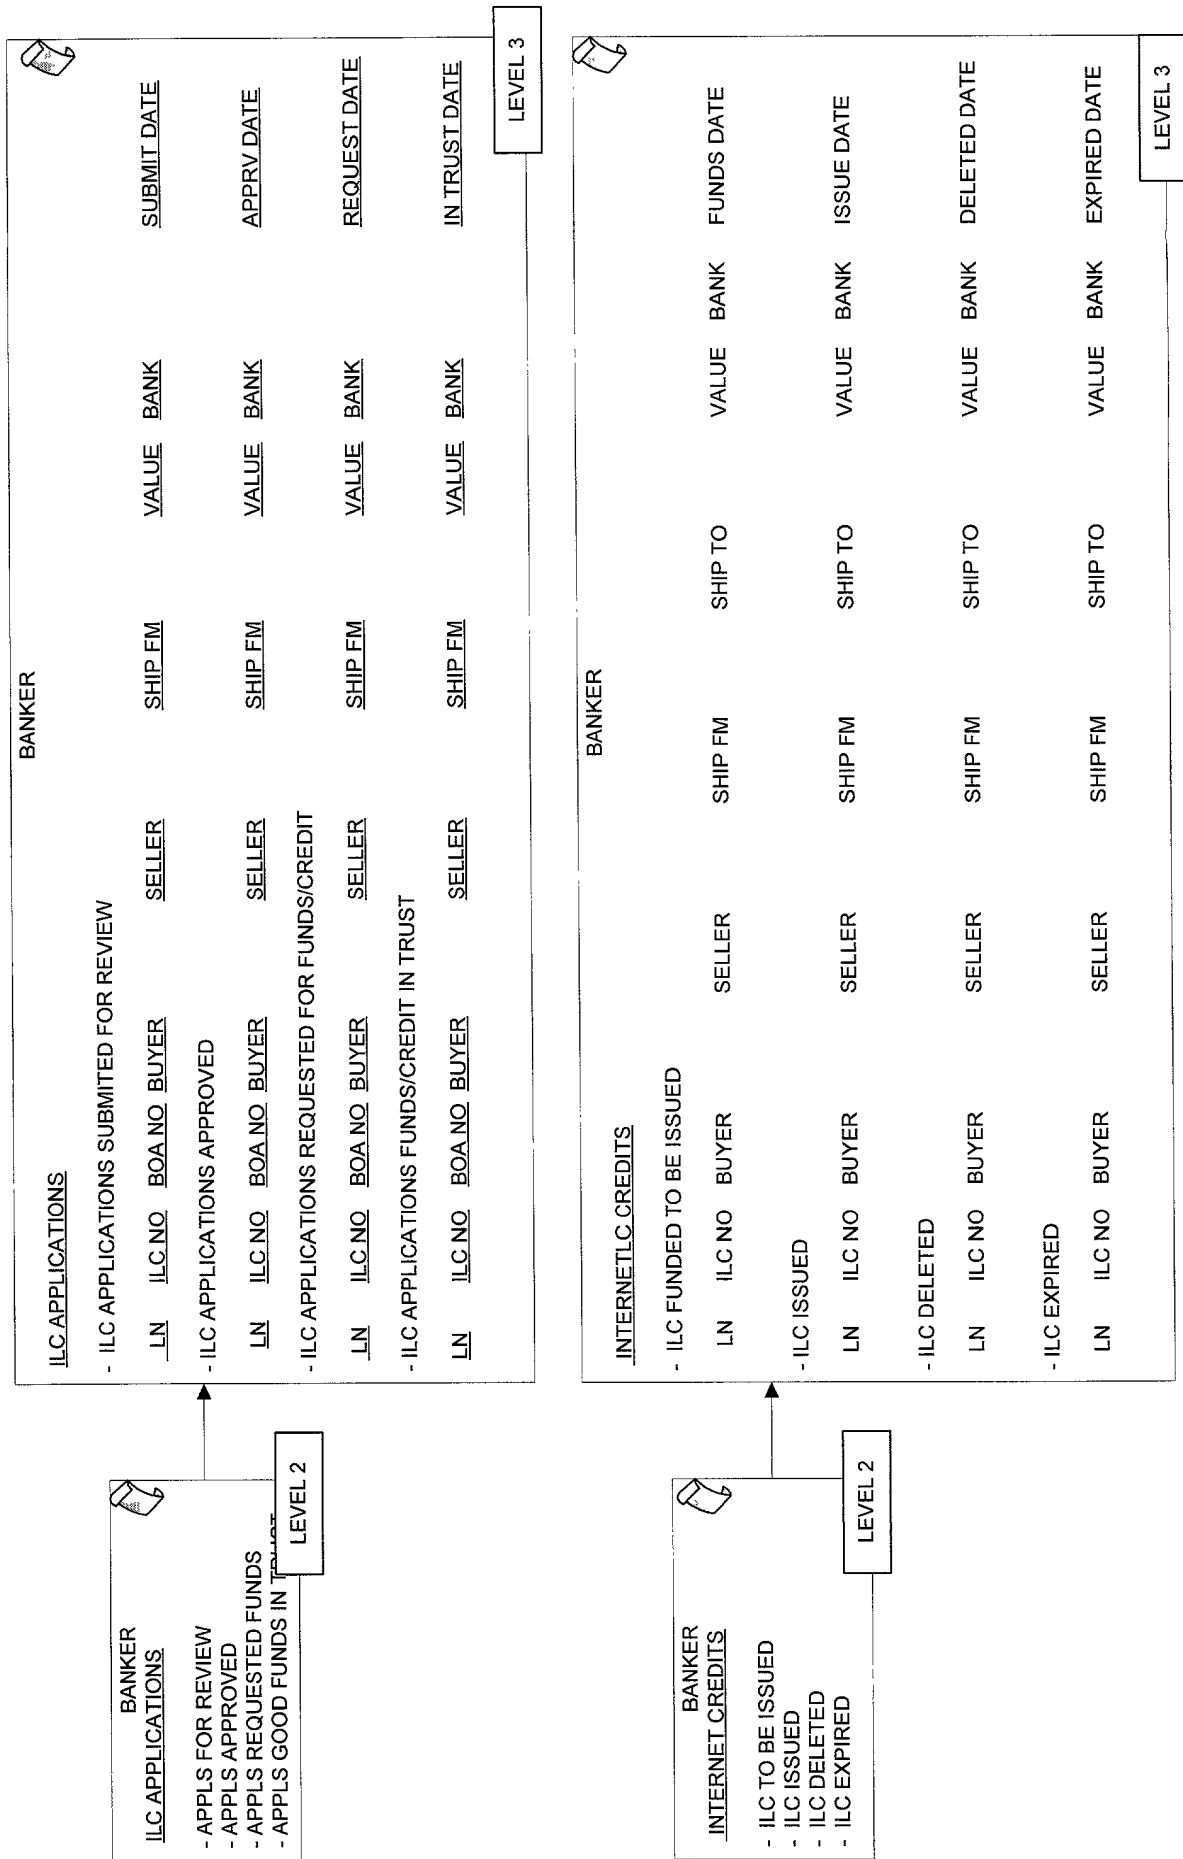 BANKER
ILC APPLICATIONS
- APPLS FOR REVIEW
- APPLS APPROVED
- APPLS REQUESTED FUNDS
- APPLS GOOD FUNDS IN TRUST
LEVEL 2
BANKER
ILC APPLICATIONS
- ILC APPLICATIONS SUBMITED FOR REVIEW
LN ILC NO BOA NO BUYER SELLER SHIP FM VALUE BANK SUBMIT DATE
- ILC APPLICATIONS APPROVED
LN ILC NO BOA NO BUYER SELLER SHIP FM VALUE BANK APPRV DATE
- ILC APPLICATIONS REQUESTED FOR FUNDS/CREDIT
LN ILC NO BOA NO BUYER SELLER SHIP FM VALUE BANK REQUEST DATE
- ILC APPLICATIONS FUNDS/CREDIT IN TRUST
LN ILC NO BOA NO BUYER SELLER SHIP FM VALUE BANK IN TRUST DATE
LEVEL 3
BANKER
INTERNET CREDITS
- ILC TO BE ISSUED
- ILC ISSUED
- ILC DELETED
- ILC EXPIRED
LEVEL 2
BANKER
INTERNETLC CREDITS
- ILC FUNDED TO BE ISSUED
LN ILC NO BUYER SELLER SHIP FM SHIP TO VALUE BANK FUNDS DATE
- ILC ISSUED
LN ILC NO BUYER SELLER SHIP FM SHIP TO VALUE BANK ISSUE DATE
- ILC DELETED
LN ILC NO BUYER SELLER SHIP FM SHIP TO VALUE BANK DELETED DATE
- ILC EXPIRED
LN ILC NO BUYER SELLER SHIP FM SHIP TO VALUE BANK EXPIRED DATE
LEVEL 3